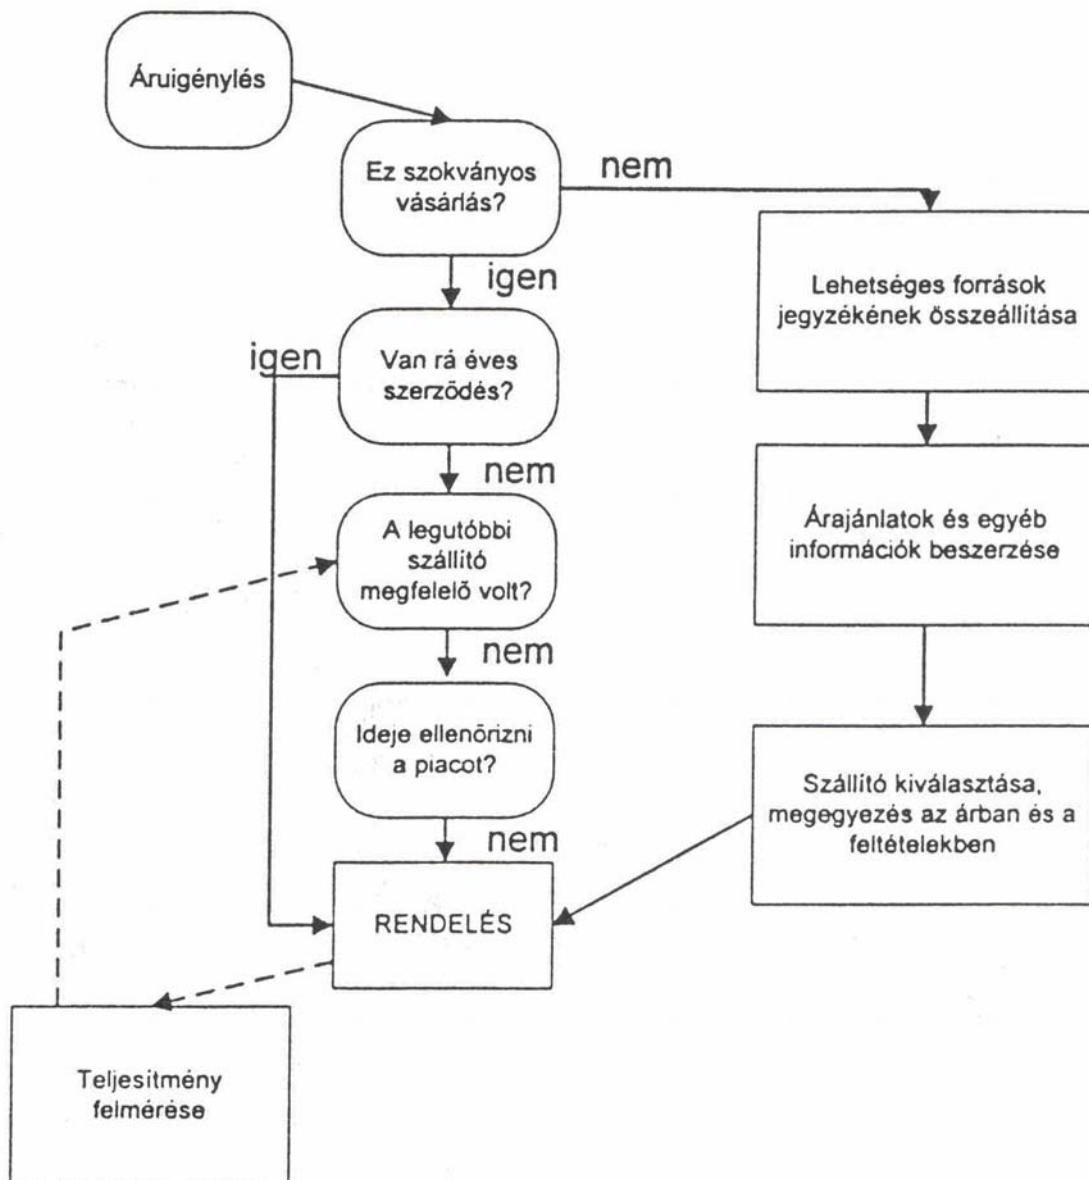 Áruigénylés
Ez szokványos
vásárlás?
nem
igen
Lehetséges források
jegyzékének összeállítása
igen
Van rá éves
szerződés?
nem
Árajánlatok és egyéb
információk beszerzése
A legutóbbi
szállító
megfelelő volt?
nem
Ideje ellenőrizni
a piacot?
nem
Szállító kiválasztása,
megegyezés az árban és a
feltételekben
RENDELÉS
Teljesítmény
felmérése